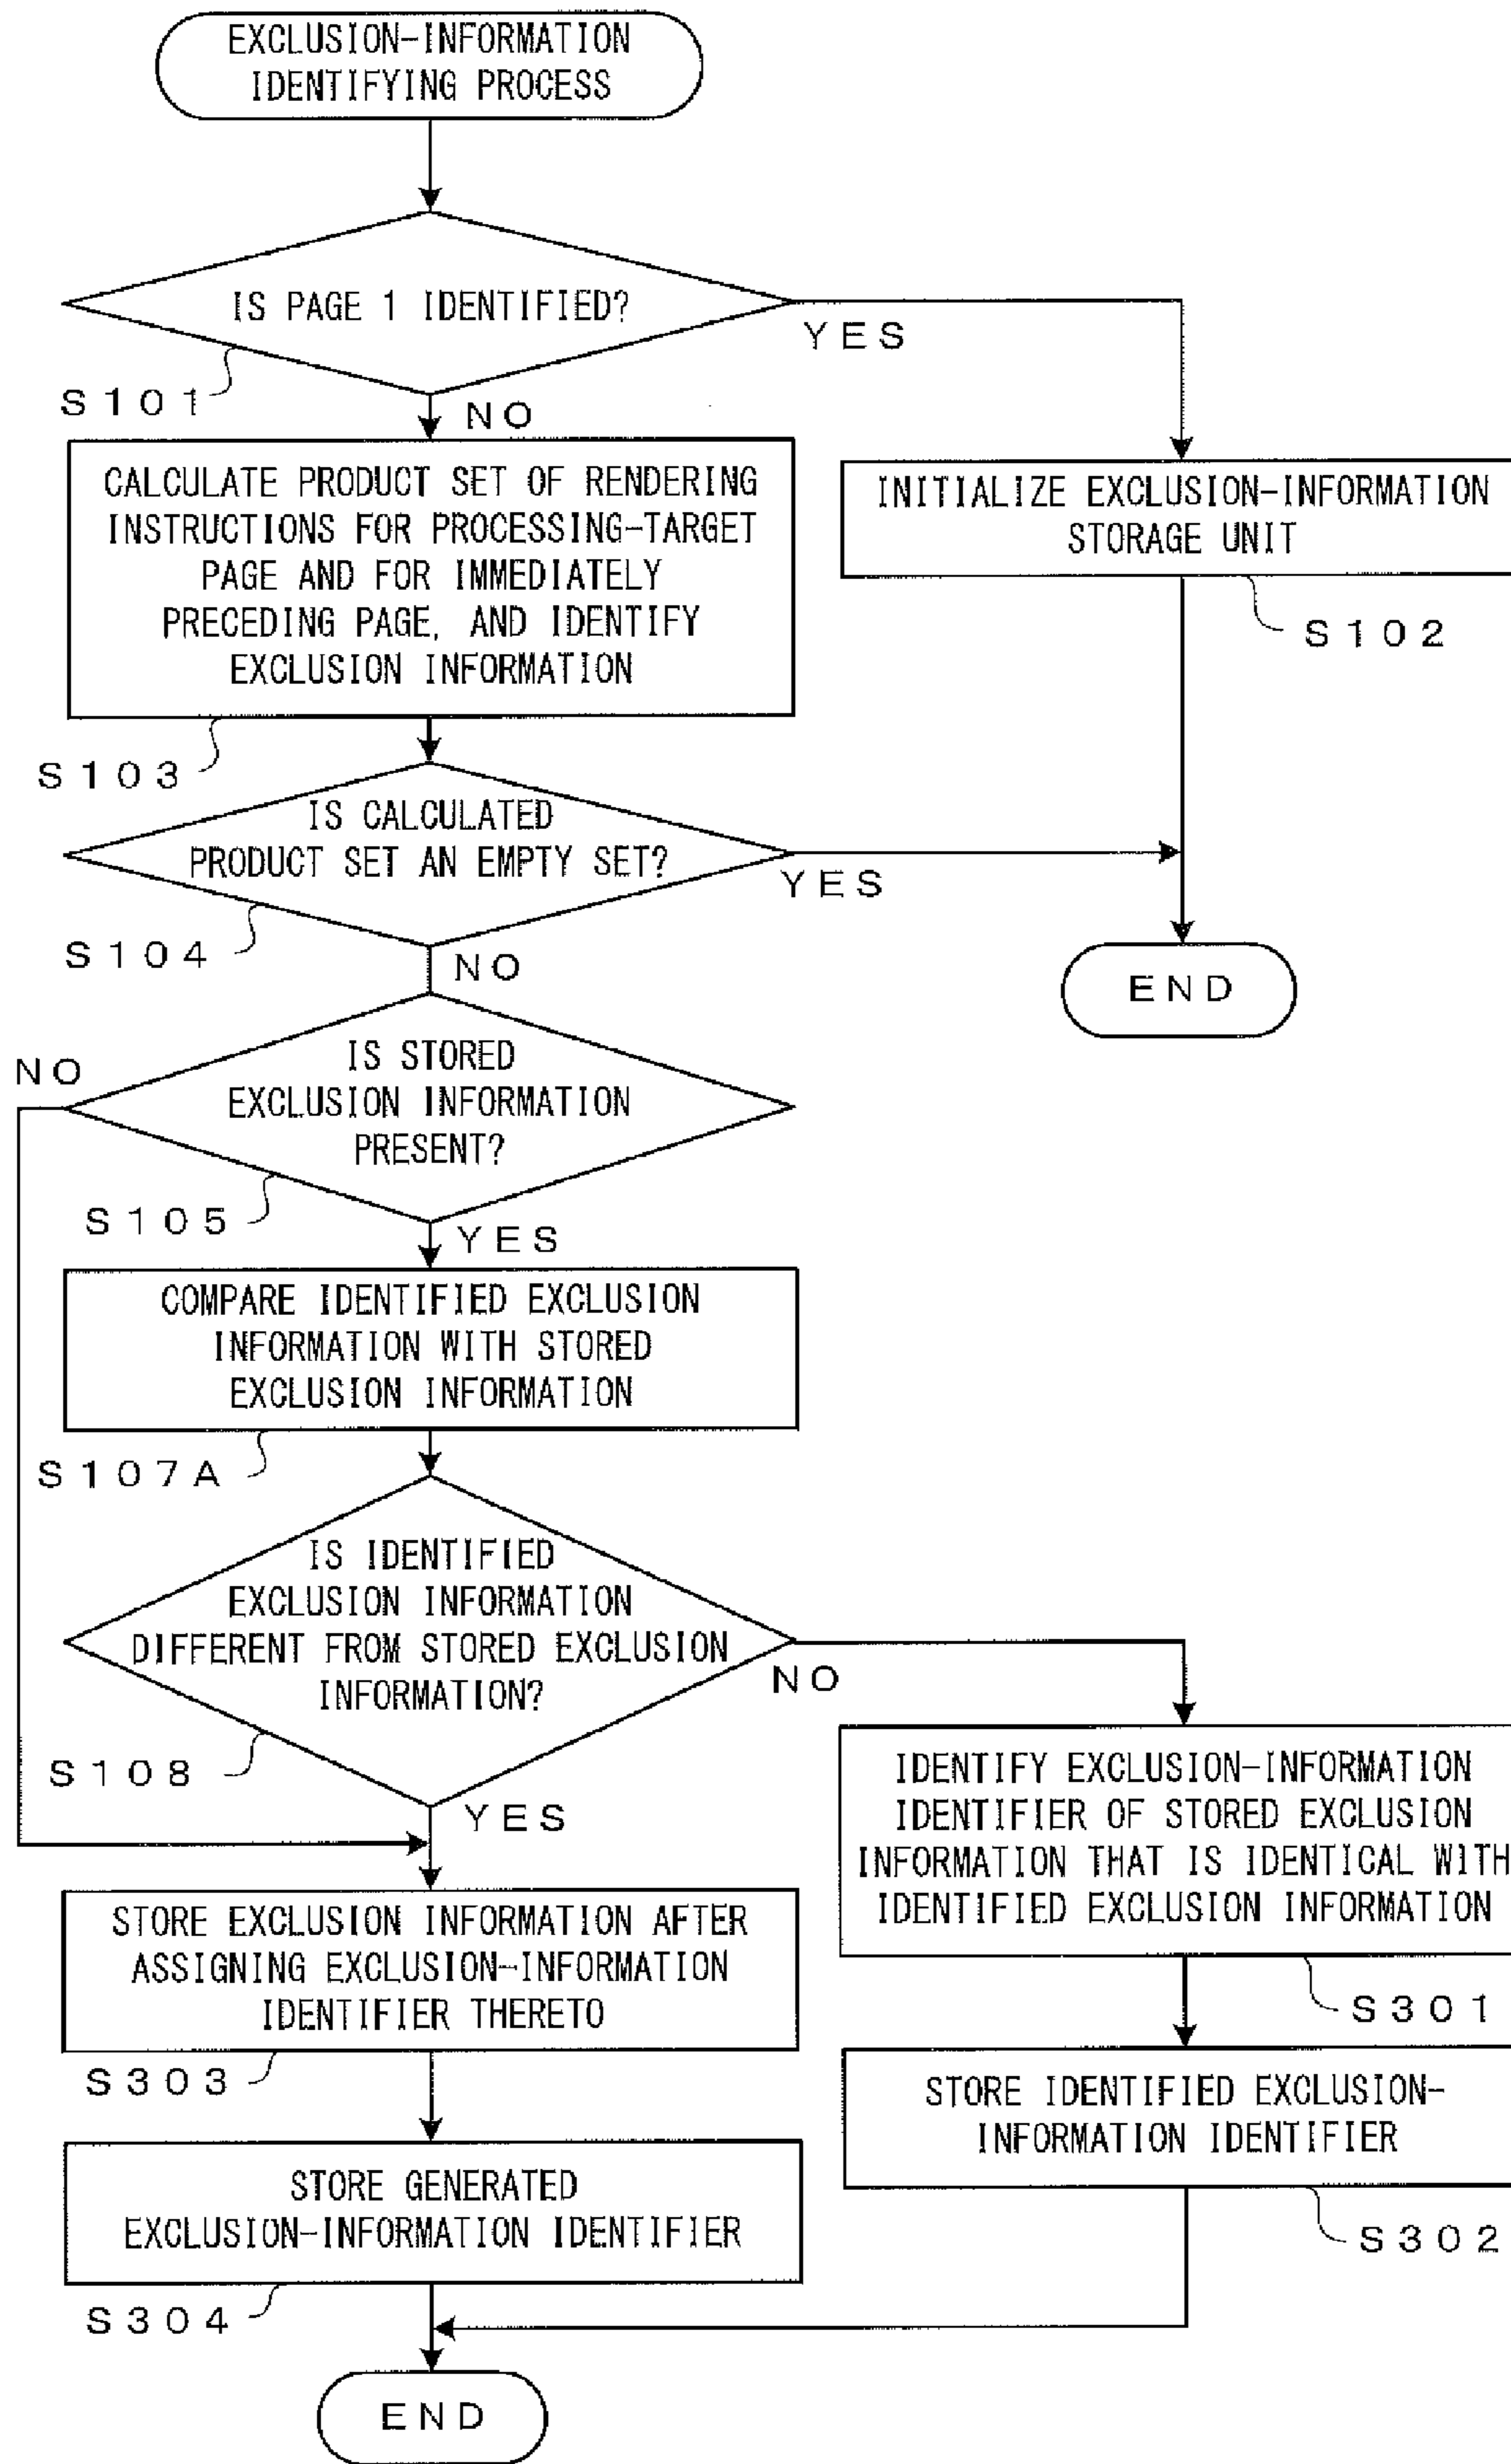 EXCLUSION-INFORMATION
IDENTIFYING PROCESS
IS PAGE 1 IDENTIFIED?
YES
S101
NO
CALCULATE PRODUCT SET OF RENDERING
INSTRUCTIONS FOR PROCESSING-TARGET
PAGE AND FOR IMMEDIATELY
PRECEDING PAGE, AND IDENTIFY
EXCLUSION INFORMATION
INITIALIZE EXCLUSION-INFORMATION
STORAGE UNIT
S102
S103
IS CALCULATED
PRODUCT SET AN EMPTY SET?
YES
S104
NO
END
IS STORED
EXCLUSION INFORMATION
PRESENT?
NO
S105
YES
COMPARE IDENTIFIED EXCLUSION
INFORMATION WITH STORED
EXCLUSION INFORMATION
S107A
IS IDENTIFIED
EXCLUSION INFORMATION
DIFFERENT FROM STORED EXCLUSION
INFORMATION?
NO
S108
YES
IDENTIFY EXCLUSION-INFORMATION
IDENTIFIER OF STORED EXCLUSION
INFORMATION THAT IS IDENTICAL WITH
IDENTIFIED EXCLUSION INFORMATION
S301
STORE EXCLUSION INFORMATION AFTER
ASSIGNING EXCLUSION-INFORMATION
IDENTIFIER THERETO
S303
STORE IDENTIFIED EXCLUSION-
INFORMATION IDENTIFIER
S302
STORE GENERATED
EXCLUSION-INFORMATION IDENTIFIER
S304
END